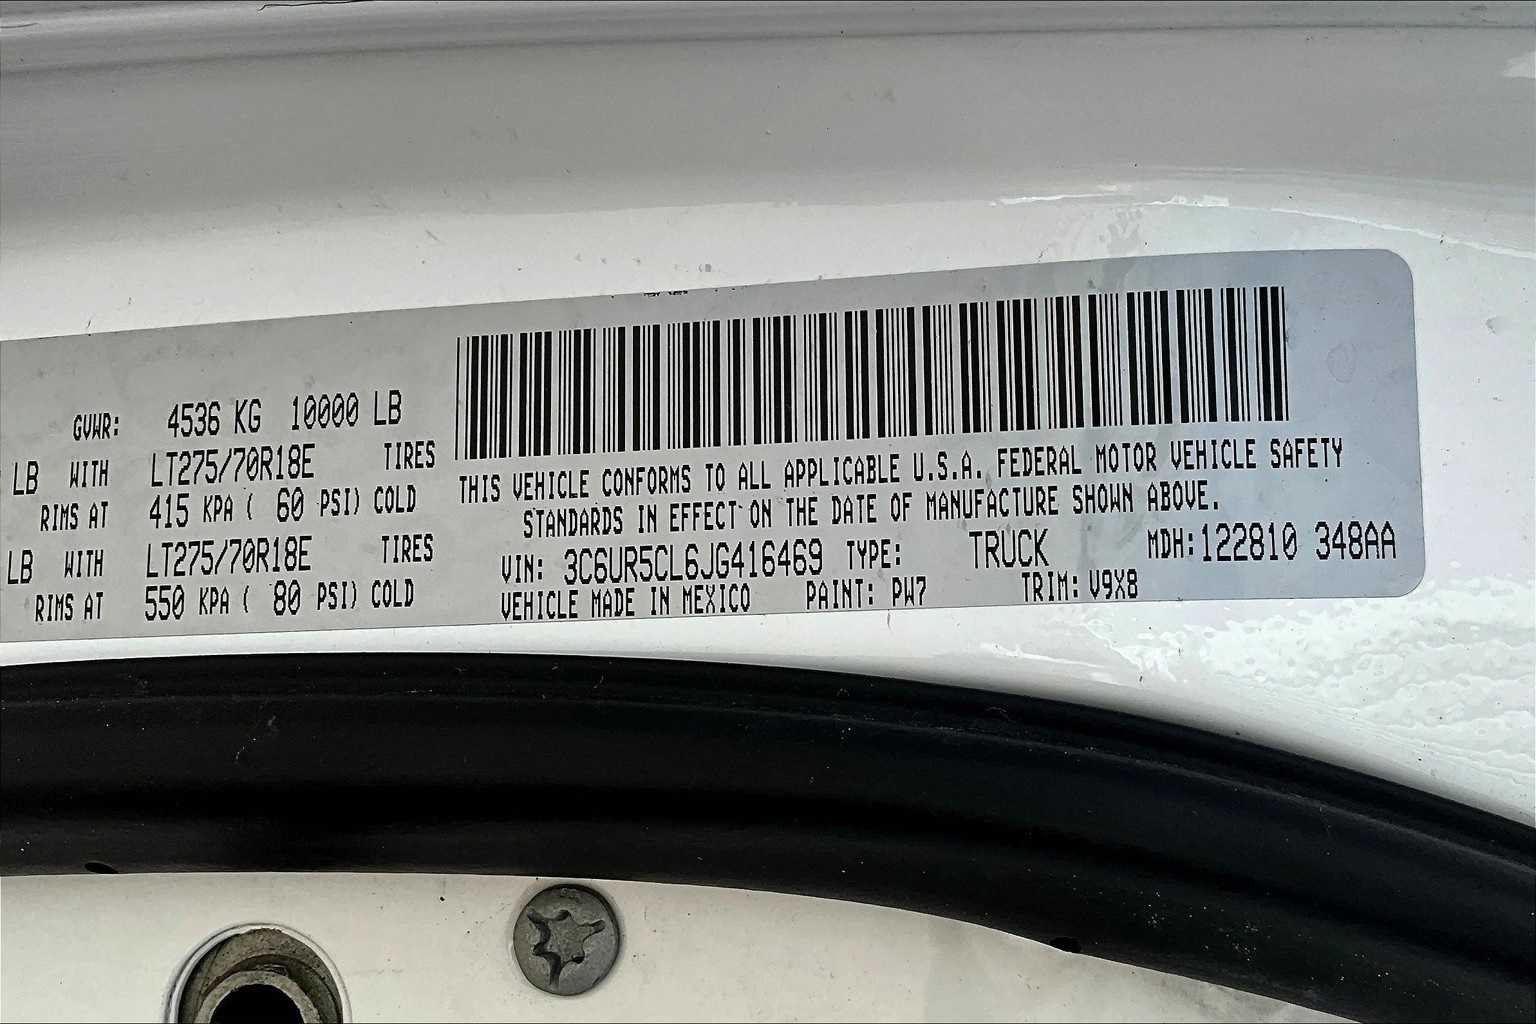 GVWR: 4536 KG 10000 LB
LB WITH LT275/70R18E TIRES
RIMS AT 415 KPA ( 60 PSI) COLD
LB WITH LT275/70R18E TIRES
RIMS AT 550 KPA ( 80 PSI) COLD
THIS VEHICLE CONFORMS TO ALL APPLICABLE U.S.A. FEDERAL MOTOR VEHICLE SAFETY
STANDARDS IN EFFECT ON THE DATE OF MANUFACTURE SHOWN ABOVE.
VIN: 3C6UR5CL6JG416469 TYPE: TRUCK MDH:122810 348AA
VEHICLE MADE IN MEXICO PAINT: PW7 TRIM: V9X8